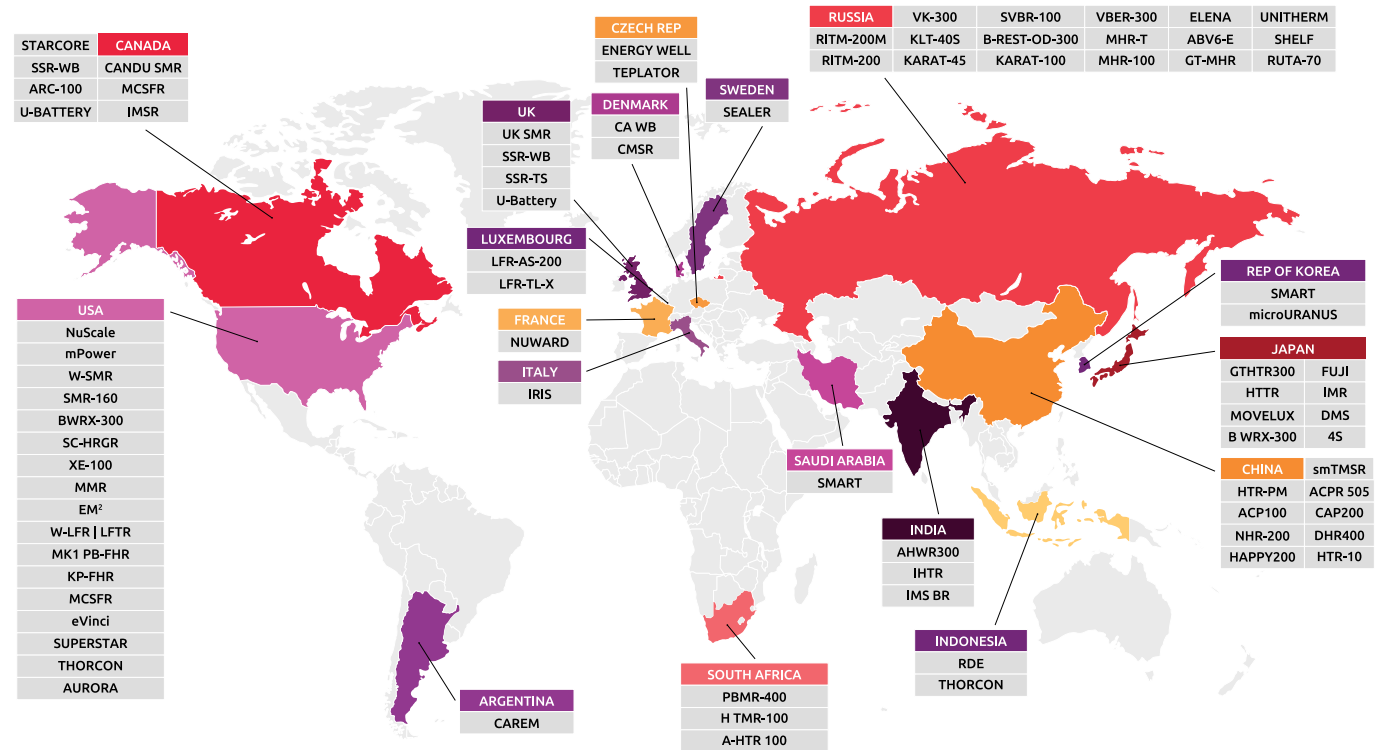 STARCORE CANADA
SSR-WB CANDU SMR
ARC-100 MCSFR
U-BATTERY IMSR
CZECH REP
ENERGY WELL
TEPLATOR
RUSSIA VK-300 SVBR-100 VBER-300 ELENA UNITHERM
RITM-200M KLT-40S B-REST-OD-300 MHR-T ABV6-E SHELF
RITM-200 KARAT-45 KARAT-100 MHR-100 GT-MHR RUTA-70
UK
UK SMR
SSR-WB
SSR-TS
U-Battery
DENMARK
CA WB
CMSR
SWEDEN
SEALER
LUXEMBOURG
LFR-AS-200
LFR-TL-X
FRANCE
NUWARD
ITALY
IRIS
USA
NuScale
mPower
W-SMR
SMR-160
BWRX-300
SC-HRGR
XE-100
MMR
EM²
W-LFR | LFTR
MK1 PB-FHR
KP-FHR
MCSFR
eVinci
SUPERSTAR
THORCON
AURORA
REP OF KOREA
SMART
microURANUS
JAPAN
GTHTR300 FUJI
HTTR IMR
MOVELUX DMS
B WRX-300 4S
CHINA smTMSR
HTR-PM ACPR 505
ACP100 CAP200
NHR-200 DHR400
HAPPY200 HTR-10
SAUDI ARABIA
SMART
INDIA
AHWR300
IHTR
IMS BR
INDONESIA
RDE
THORCON
SOUTH AFRICA
PBMR-400
H TMR-100
A-HTR 100
ARGENTINA
CAREM